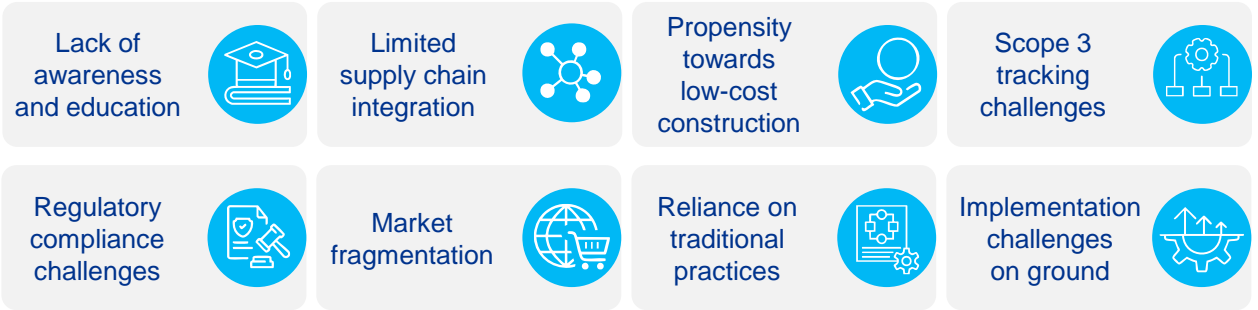 Lack of
awareness
and education
Limited
supply chain
integration
Propensity
towards
low-cost
construction
Scope 3
tracking
challenges
Regulatory
compliance
challenges
Market
fragmentation
Reliance on
traditional
practices
Implementation
challenges
on ground